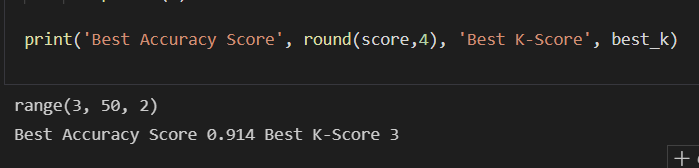 print('Best Accuracy Score', round(score,4), 'Best K-Score', best_k)
range(3, 50, 2)
Best Accuracy Score 0.914 Best K-Score 3